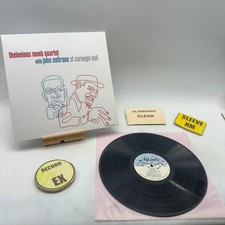 thelonious monk quartet
with john coltrane at carnegie hall
ULTRASONIC
CLEAN
SLEEVE
NM
RECORD
EX